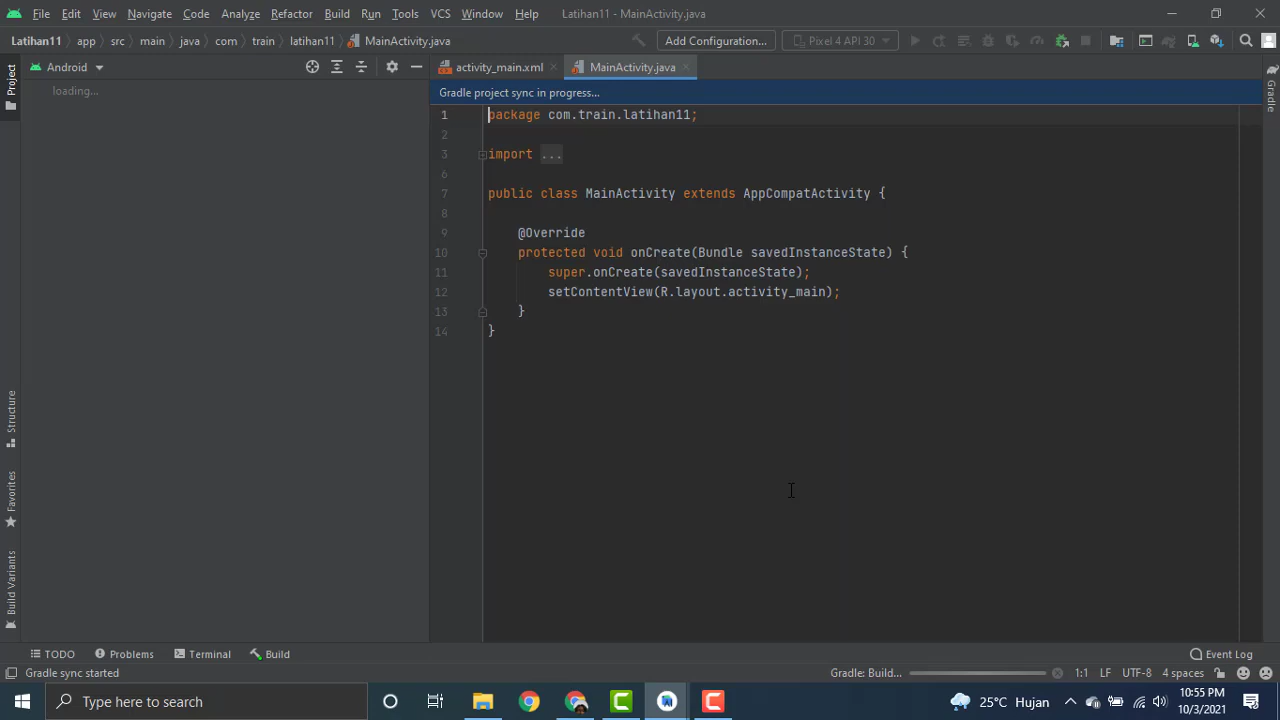 File Edit View Navigate Code Analyze Refactor Build Run Tools VCS Window Help Latihan11 - MainActivity.java
Latihan11 app src main java com train latihan11 MainActivity.java Add Configuration... Pixel 4 API 30
Android activity_main.xml MainActivity.java
loading...
Gradle project sync in progress...
1 package com.train.latihan11;
2
3 import ...
6
7 public class MainActivity extends AppCompatActivity {
8
9 @Override
10 protected void onCreate(Bundle savedInstanceState) {
11 super.onCreate(savedInstanceState);
12 setContentView(R.layout.activity_main);
13 }
14 }
Project
Structure
Favorites
Build Variants
Gradle
TODO Problems Terminal Build Event Log
Gradle sync started Gradle: Build... 1:1 LF UTF-8 4 spaces
Type here to search 25°C Hujan 10:55 PM
10/3/2021